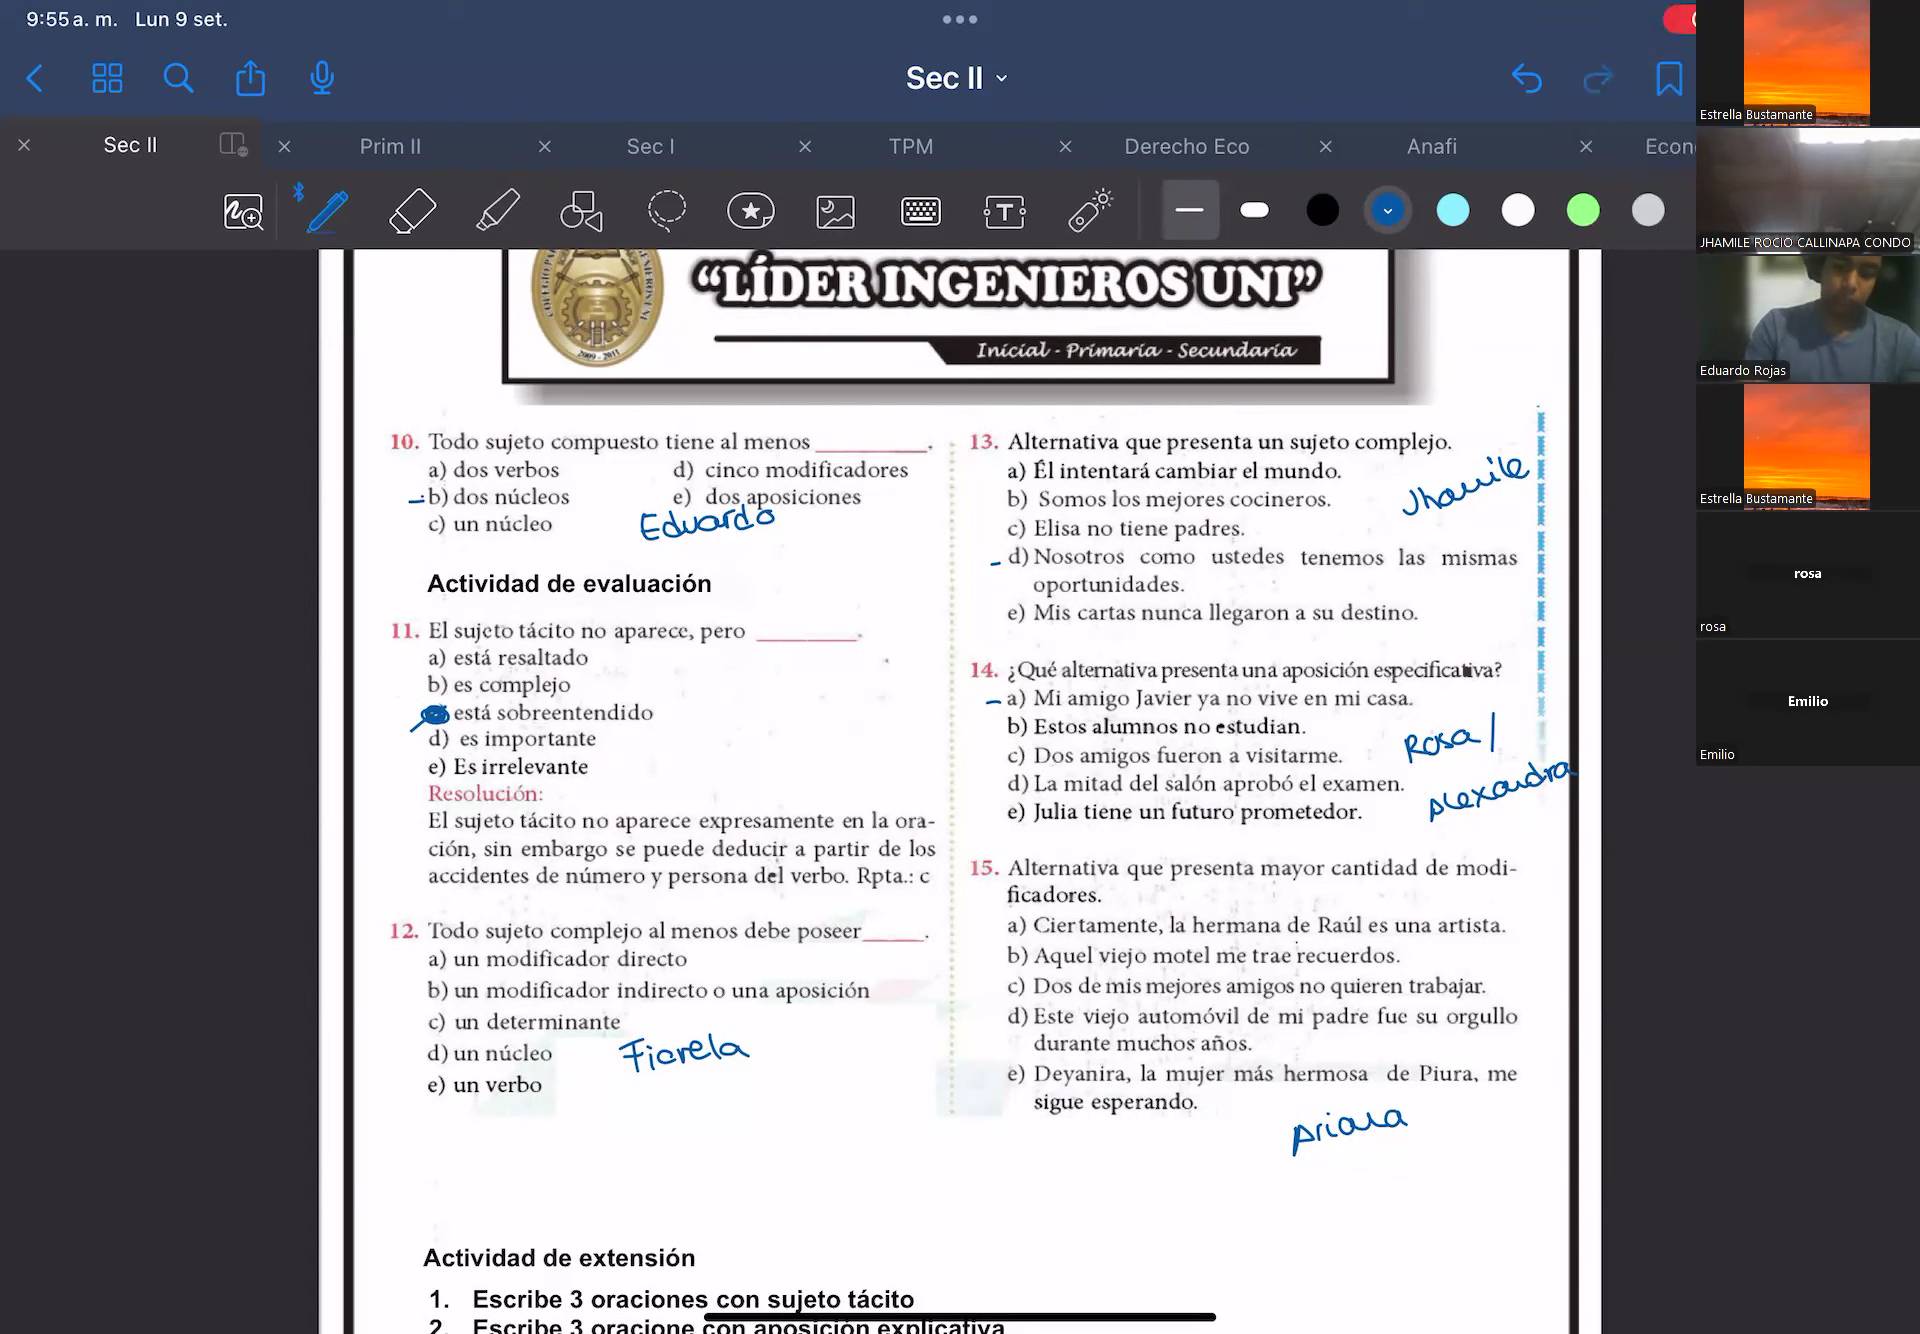 9:55 a. m. Lun 9 set.
Sec II
Sec II
Prim II
Sec I
TPM
Derecho Eco
Anafi
Econ
"LÍDER INGENIEROS UNI"
Inicial - Primaria - Secundaria
2009 - 2011
10. Todo sujeto compuesto tiene al menos __________.
a) dos verbos
d) cinco modificadores
b) dos núcleos
e) dos aposiciones
c) un núcleo
Eduardo
Actividad de evaluación
11. El sujeto tácito no aparece, pero _________.
a) está resaltado
b) es complejo
está sobreentendido
d) es importante
e) Es irrelevante
Resolución:
El sujeto tácito no aparece expresamente en la ora-
ción, sin embargo se puede deducir a partir de los
accidentes de número y persona del verbo. Rpta.: c
12. Todo sujeto complejo al menos debe poseer_____.
a) un modificador directo
b) un modificador indirecto o una aposición
c) un determinante
d) un núcleo
e) un verbo
Fiorela
13. Alternativa que presenta un sujeto complejo.
a) Él intentará cambiar el mundo.
b) Somos los mejores cocineros.
c) Elisa no tiene padres.
d) Nosotros como ustedes tenemos las mismas
oportunidades.
e) Mis cartas nunca llegaron a su destino.
Jhamile
14. ¿Qué alternativa presenta una aposición especificativa?
a) Mi amigo Javier ya no vive en mi casa.
b) Estos alumnos no estudian.
c) Dos amigos fueron a visitarme.
d) La mitad del salón aprobó el examen.
e) Julia tiene un futuro prometedor.
Rosa /
Alexandra
15. Alternativa que presenta mayor cantidad de modi-
ficadores.
a) Ciertamente, la hermana de Raúl es una artista.
b) Aquel viejo motel me trae recuerdos.
c) Dos de mis mejores amigos no quieren trabajar.
d) Este viejo automóvil de mi padre fue su orgullo
durante muchos años.
e) Deyanira, la mujer más hermosa de Piura, me
sigue esperando.
Ariana
Actividad de extensión
1. Escribe 3 oraciones con sujeto tácito
2. Escribe 3 oracione con aposición explicativa
Estrella Bustamante
JHAMILE ROCIO CALLINAPA CONDO
Eduardo Rojas
Estrella Bustamante
rosa
rosa
Emilio
Emilio